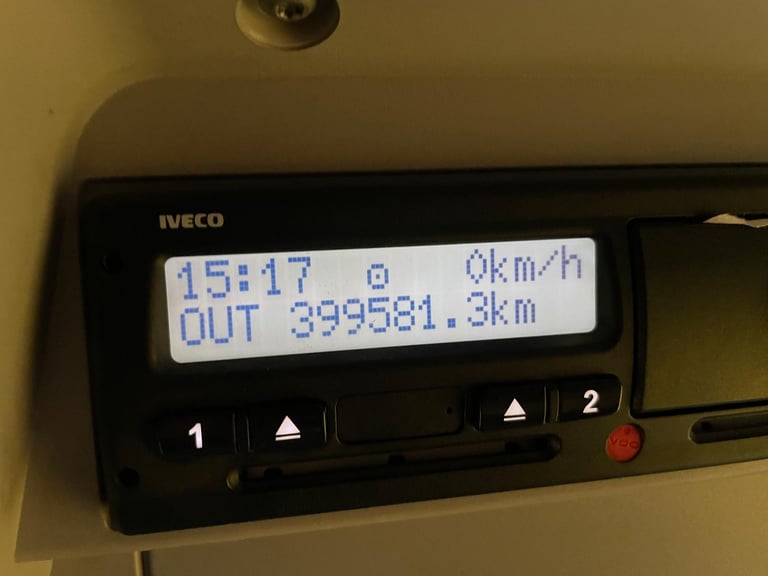 IVECO
15:17 ⊙ 0km/h
OUT 399581.3km
1 2
VDO